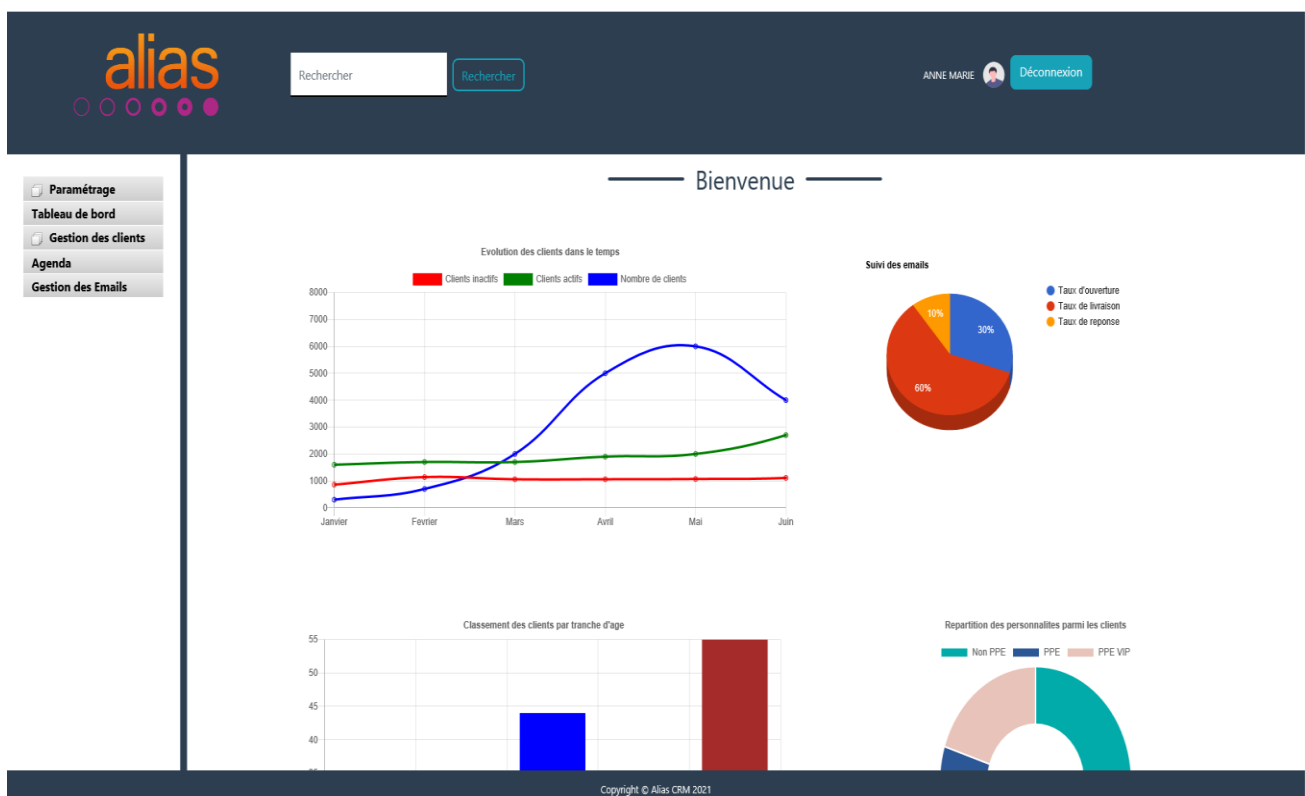 alias
Rechercher
Rechercher
ANNE MARIE
Déconnexion
Paramétrage
Tableau de bord
Gestion des clients
Agenda
Gestion des Emails
Bienvenue
Evolution des clients dans le temps
Clients inactifs Clients actifs Nombre de clients
8000
7000
6000
5000
4000
3000
2000
1000
0
Janvier Fevrier Mars Avril Mai Juin
Suivi des emails
Taux d'ouverture
Taux de livraison
Taux de reponse
10%
30%
60%
Classement des clients par tranche d'age
55
50
45
40
Repartition des personnalites parmi les clients
Non PPE PPE PPE VIP
Copyright © Alias CRM 2021